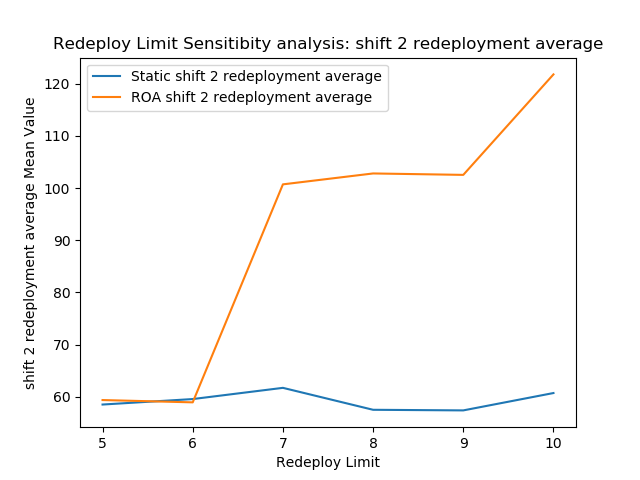 Redeploy Limit Sensitibity analysis: shift 2 redeployment average
Static shift 2 redeployment average
ROA shift 2 redeployment average
shift 2 redeployment average Mean Value
120
110
100
90
80
70
60
5 6 7 8 9 10
Redeploy Limit